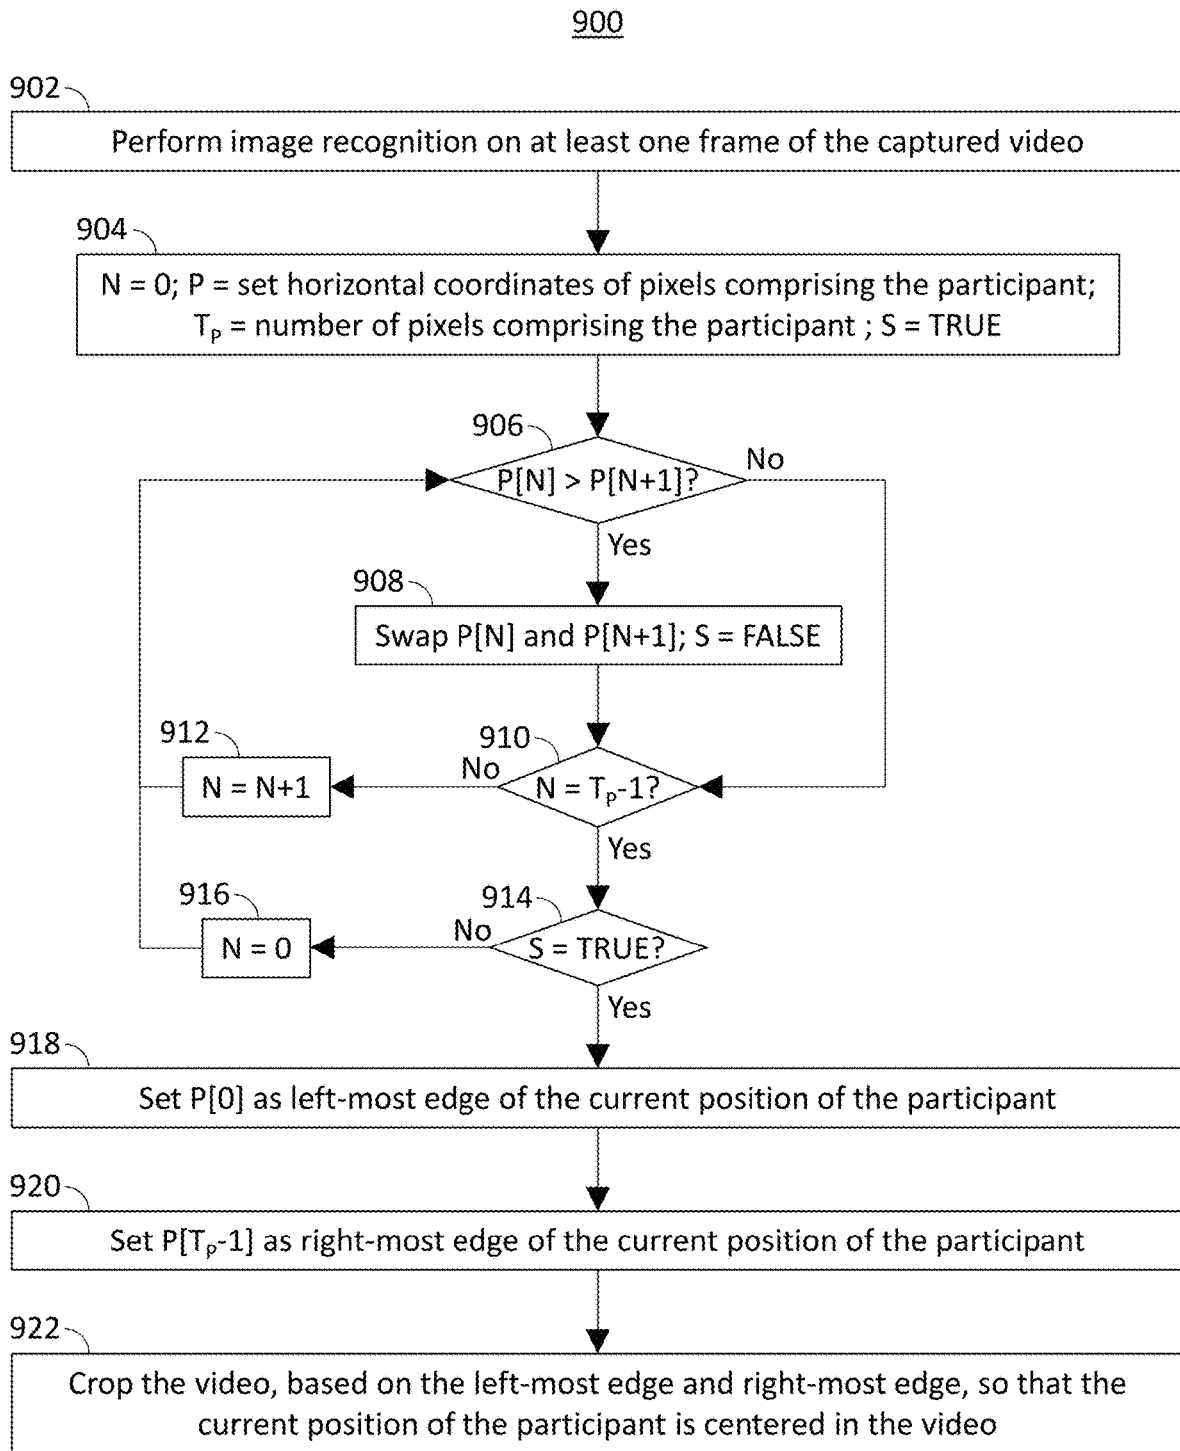 900
902
Perform image recognition on at least one frame of the captured video
904
N = 0; P = set horizontal coordinates of pixels comprising the participant;
Tₚ = number of pixels comprising the participant ; S = TRUE
906
P[N] > P[N+1]?
No
Yes
908
Swap P[N] and P[N+1]; S = FALSE
912
N = N+1
910
No
N = Tₚ-1?
Yes
916
N = 0
914
No
S = TRUE?
Yes
918
Set P[0] as left-most edge of the current position of the participant
920
Set P[Tₚ-1] as right-most edge of the current position of the participant
922
Crop the video, based on the left-most edge and right-most edge, so that the
current position of the participant is centered in the video